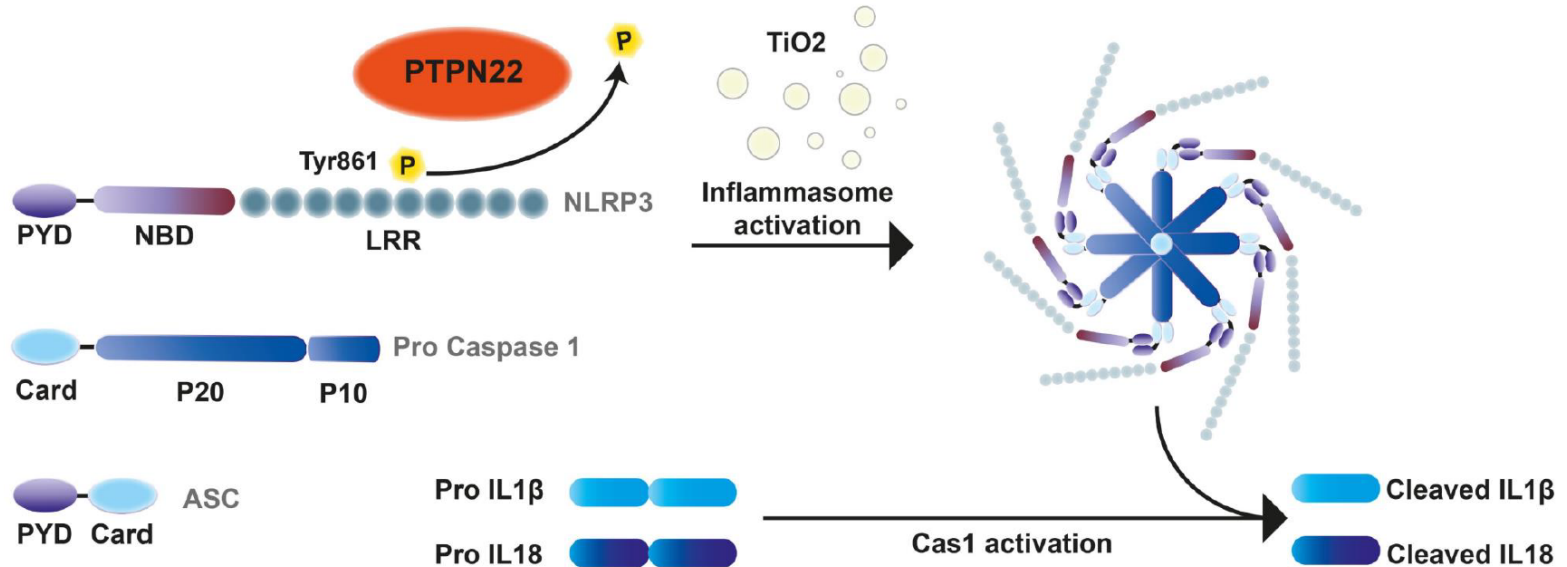 PTPN22
P
TiO2
Tyr861
P
NLRP3
PYD
NBD
LRR
Inflammasome
activation
Pro Caspase 1
Card
P20
P10
ASC
PYD
Card
Pro IL1β
Pro IL18
Cas1 activation
Cleaved IL1β
Cleaved IL18